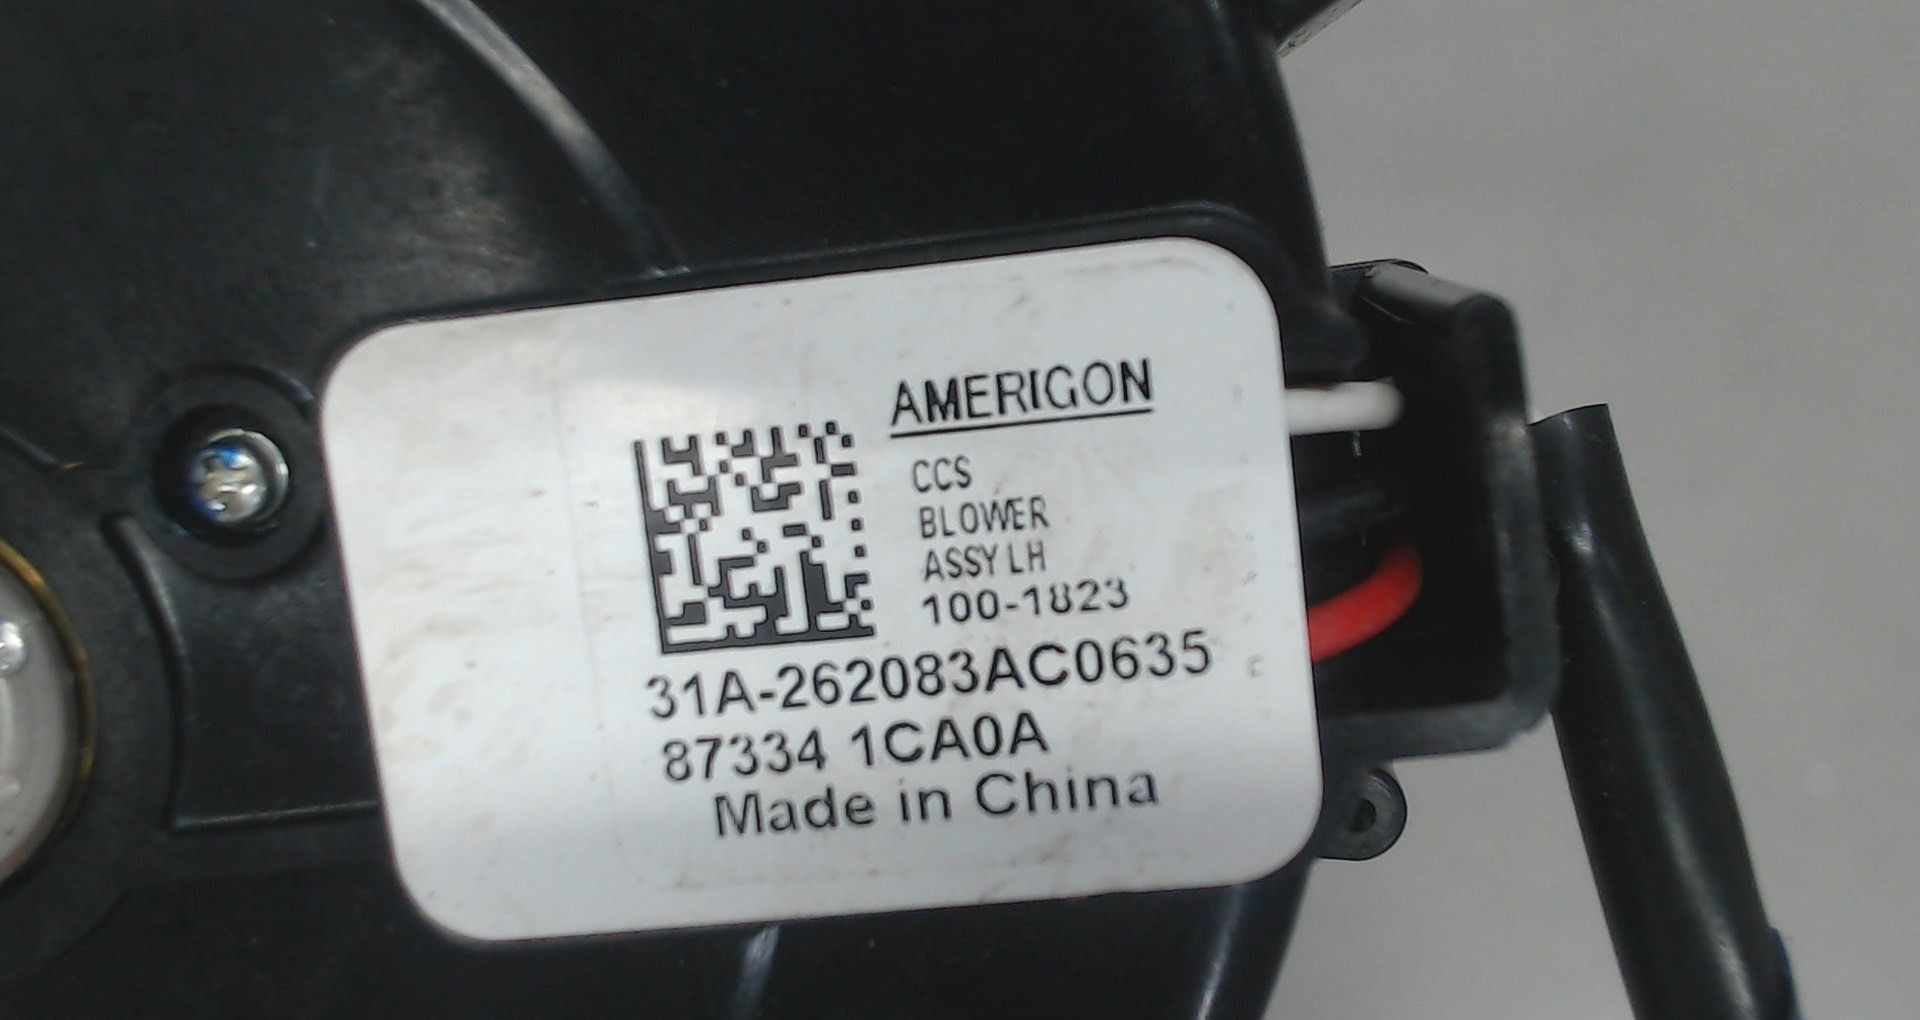 AMERIGON
CCS
BLOWER
ASSY LH
100-1823
31A-262083AC0635
87334 1CA0A
Made in China